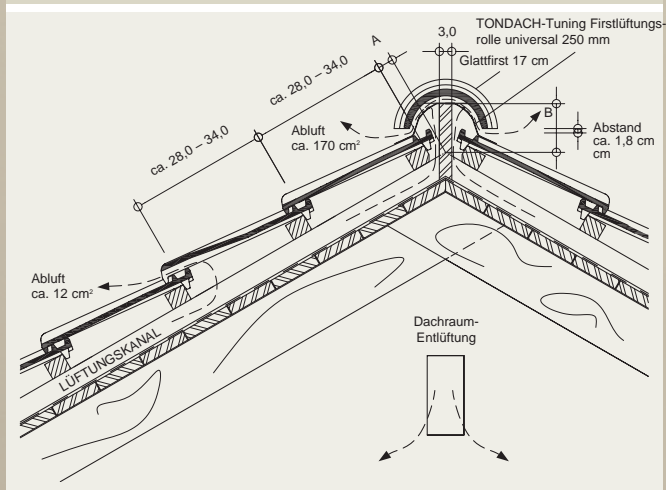 TONDACH-Tuning Firstlüftungs-
rolle universal 250 mm
3,0
A
Glattfirst 17 cm
ca. 28,0 – 34,0
B
Abluft
ca. 170 cm²
Abstand
ca. 1,8 cm
cm
ca. 28,0 – 34,0
Abluft
ca. 12 cm²
LÜFTUNGSKANAL
Dachraum-
Entlüftung